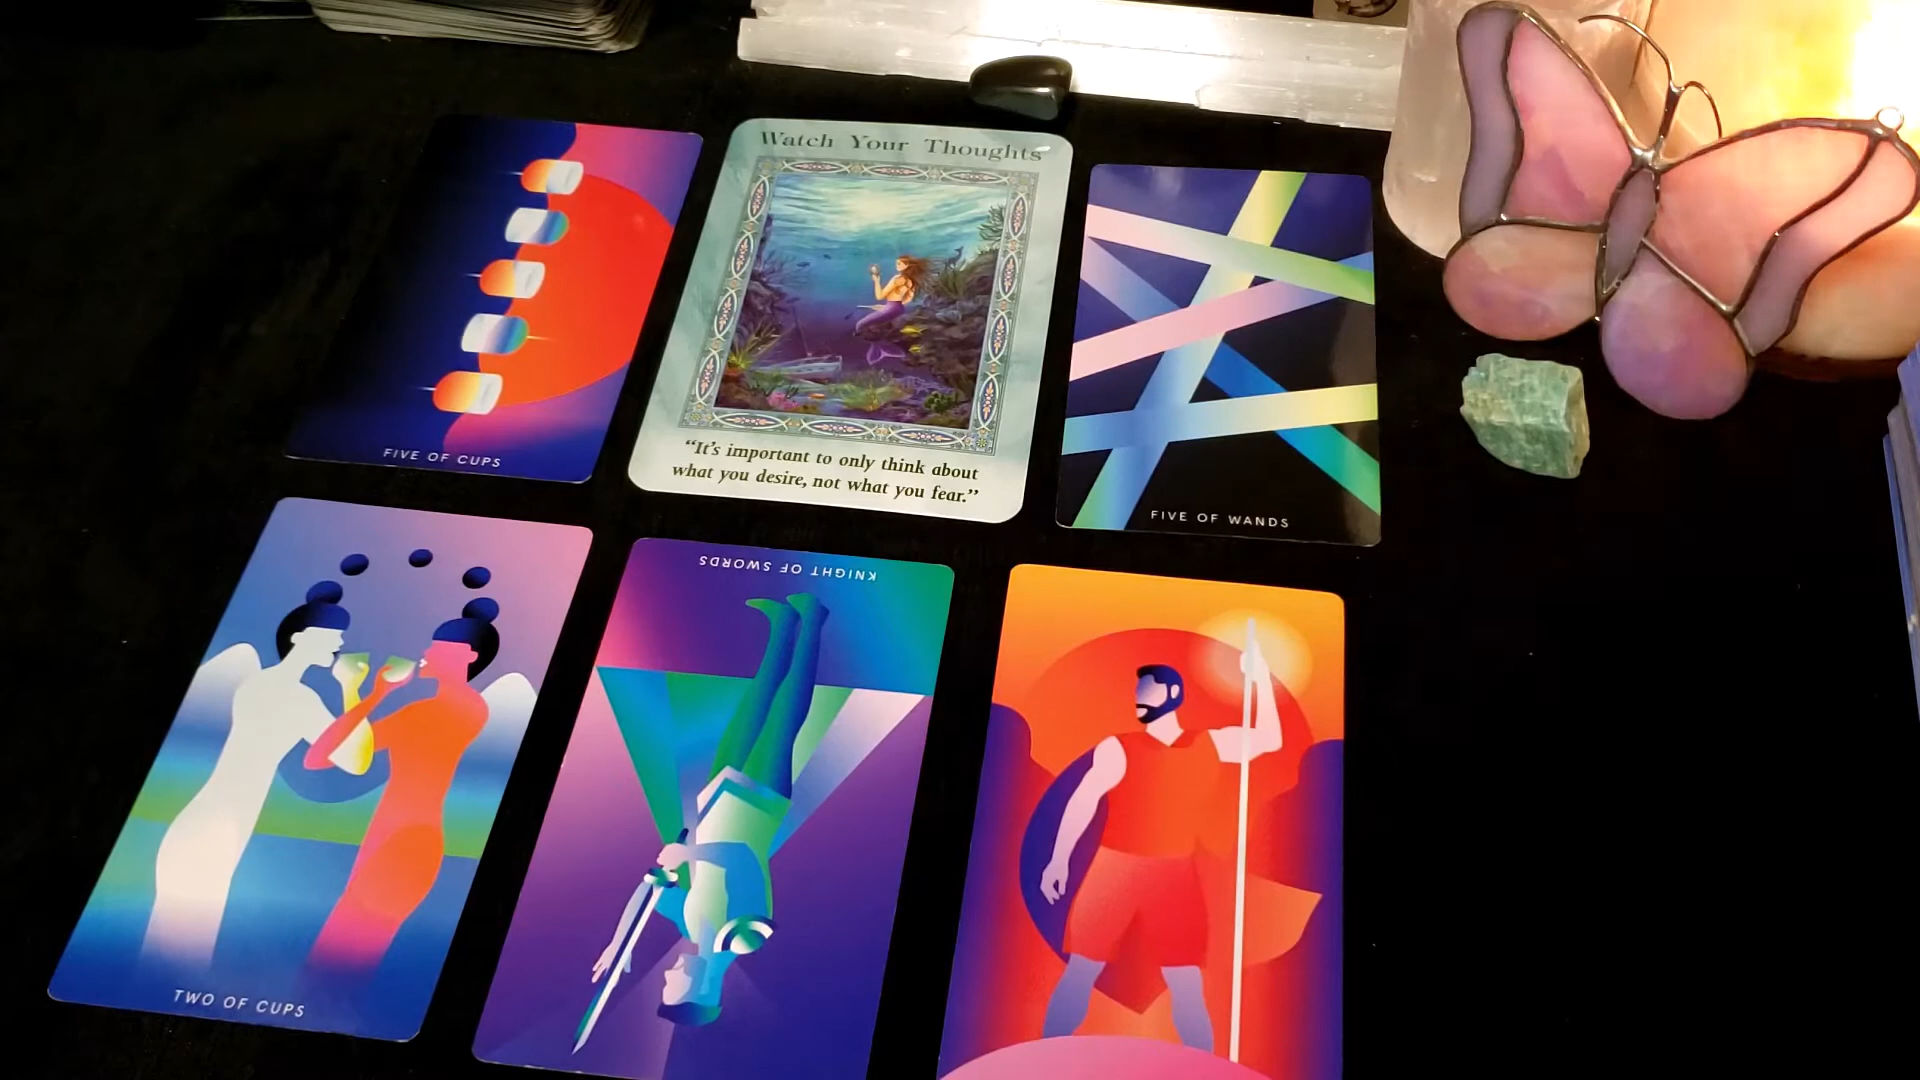 Watch Your Thoughts
FIVE OF CUPS
"It's important to only think about
what you desire, not what you fear."
FIVE OF WANDS
KNIGHT OF SWORDS
TWO OF CUPS